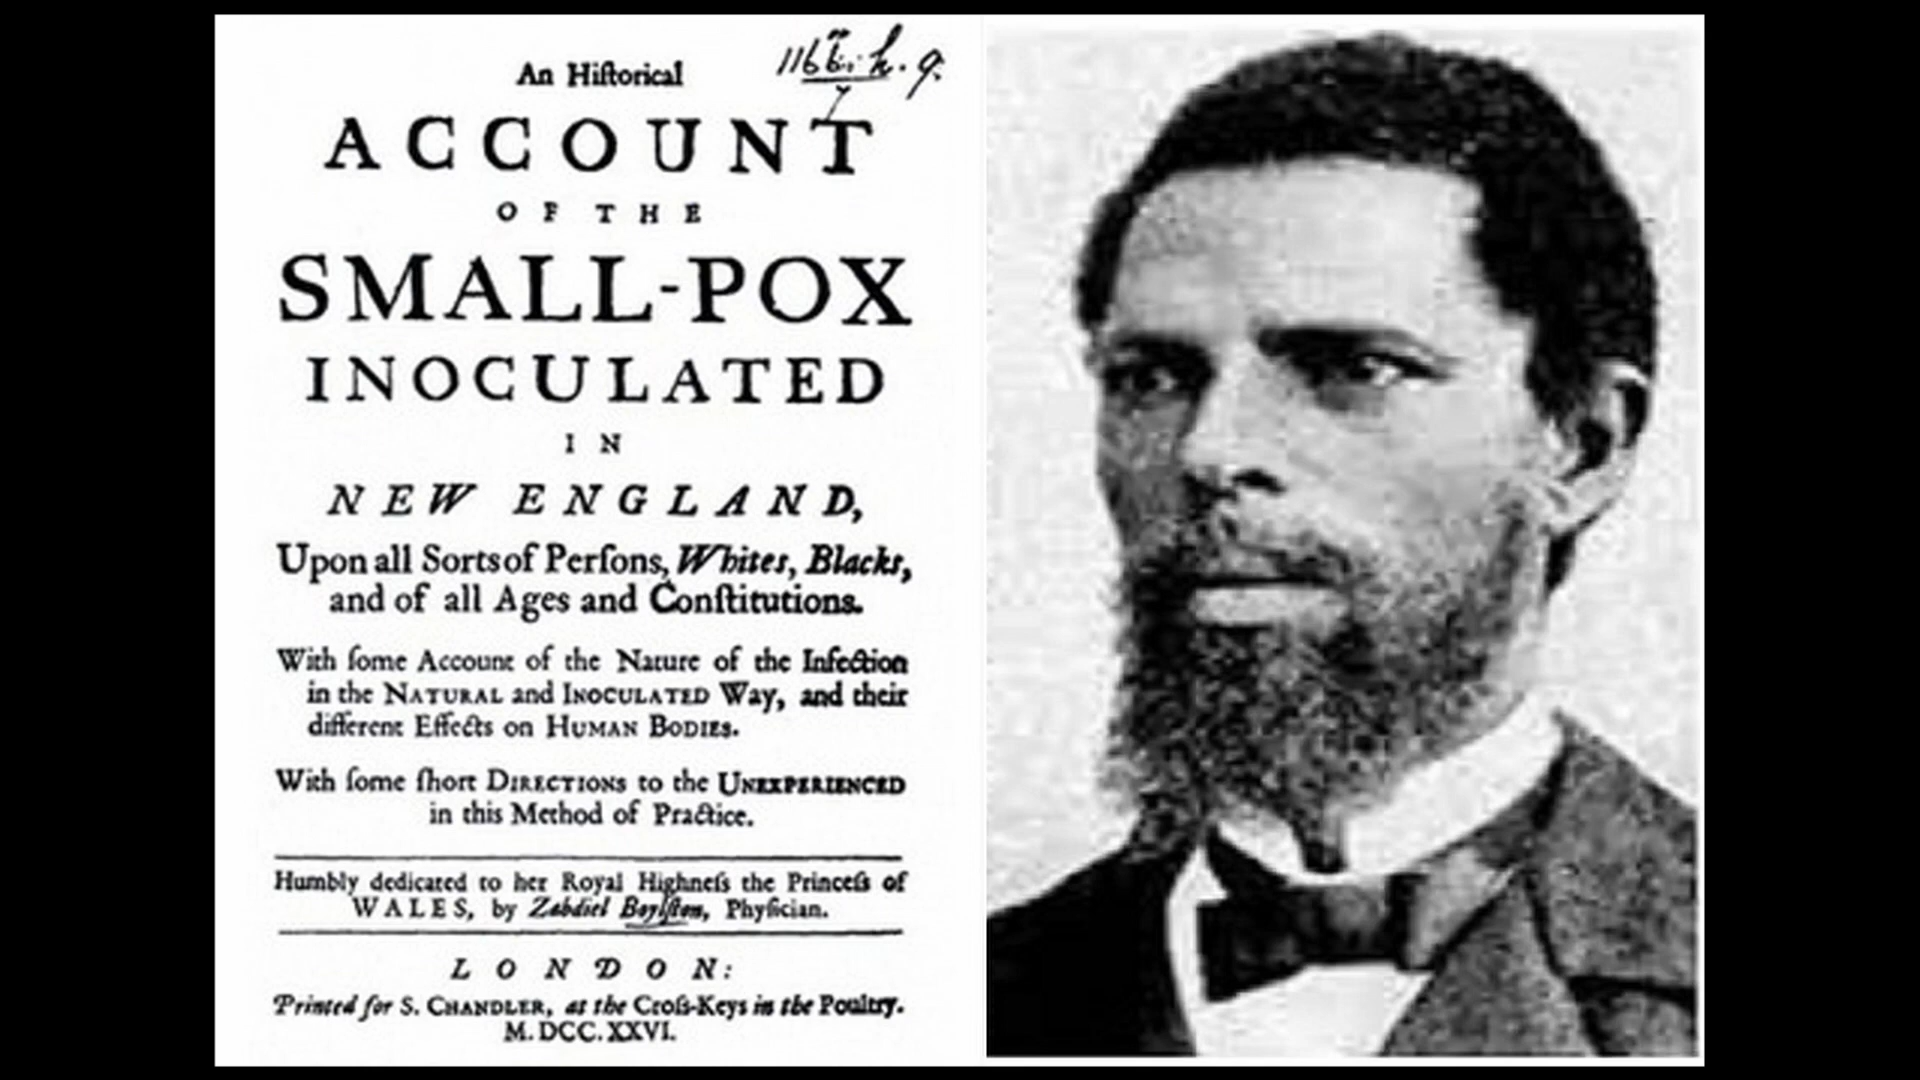 An Hiſtorical
ACCOUNT
OF THE
SMALL-POX
INOCULATED
IN
NEW ENGLAND,
Upon all Sorts of Perſons, Whites, Blacks,
and of all Ages and Conſtitutions.
With ſome Account of the Nature of the Infection
in the NATURAL and INOCULATED Way, and their
different Effects on HUMAN BODIES.
With ſome ſhort DIRECTIONS to the UNEXPERIENCED
in this Method of Practice.
Humbly dedicated to her Royal Highneſs the Princeſs of
WALES, by Zabdiel Boylſton, Phyſician.
LONDON:
Printed for S. CHANDLER, at the Croſs-Keys in the Poultry.
M.DCC.XXVI.